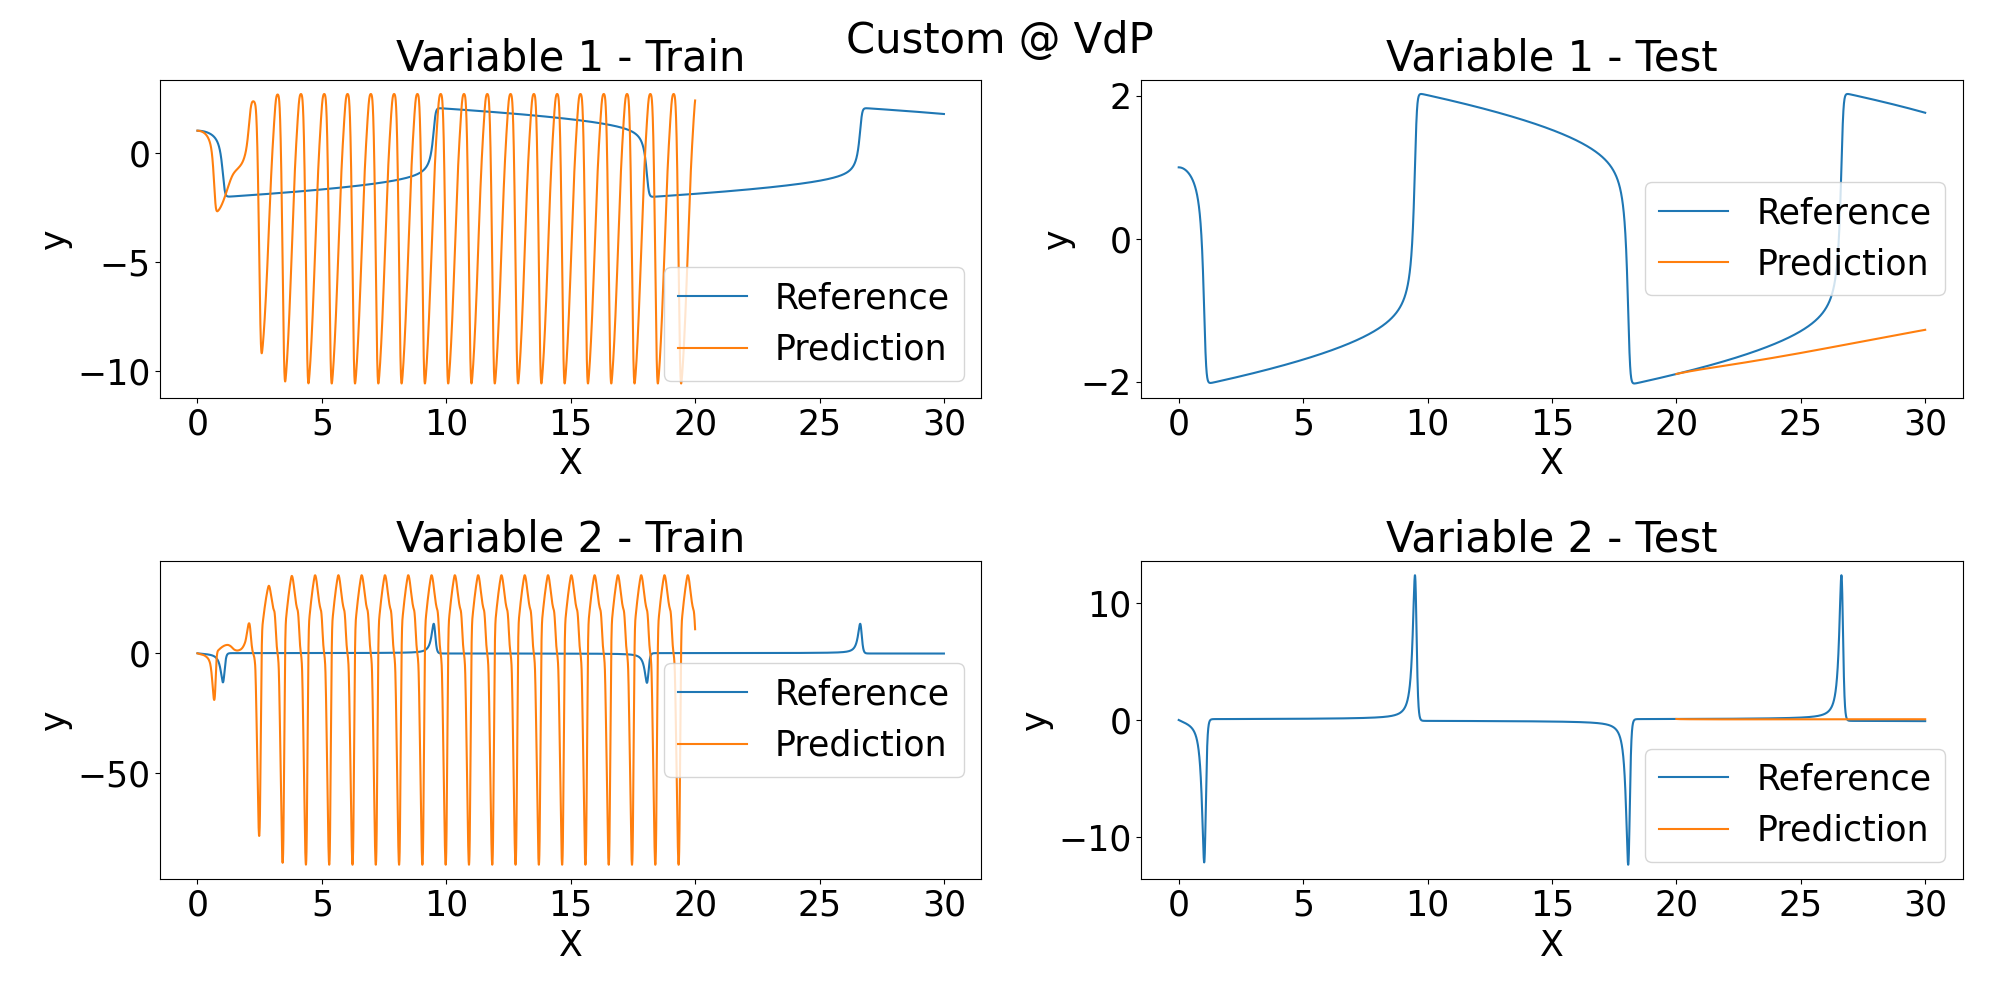 Custom @ VdP
Variable 1 - Train
y
0
−5
−10
0 5 10 15 20 25 30
X
Reference
Prediction
Variable 1 - Test
y
2
0
−2
0 5 10 15 20 25 30
X
Reference
Prediction
Variable 2 - Train
y
0
−50
0 5 10 15 20 25 30
X
Reference
Prediction
Variable 2 - Test
y
10
0
−10
0 5 10 15 20 25 30
X
Reference
Prediction